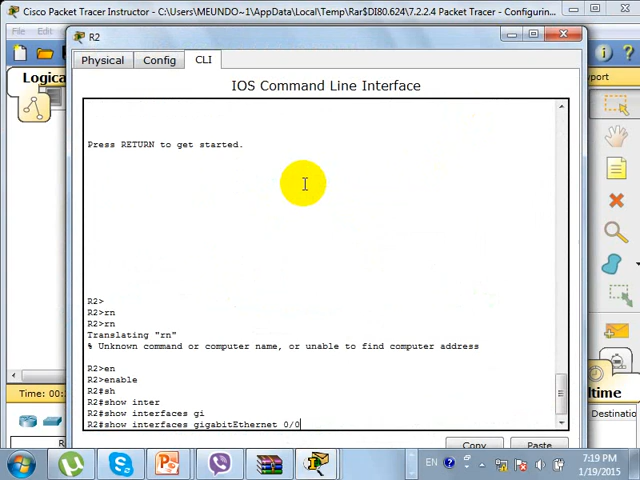 Cisco Packet Tracer Instructor - C:\Users\MEUNDO~1\AppData\Local\Temp\Rar$DI80.624\7.2.2.4 Packet Tracer - Configurin...
File Edit
R2
Physical Config CLI
Logica
IOS Command Line Interface
Press RETURN to get started.
R2>
R2>rn
R2>rn
Translating "rn"
% Unknown command or computer name, or unable to find computer address
R2>en
R2>enable
R2#sh
R2#show inter
R2#show interfaces gi
R2#show interfaces gigabitEthernet 0/0
Copy Paste
Time: 00:
ltime
Destinatio
EN
7:19 PM
1/19/2015